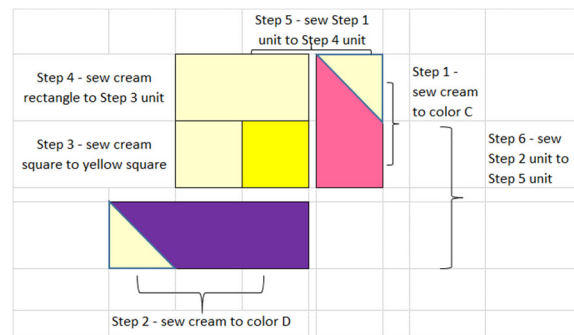 Step 5 - sew Step 1
unit to Step 4 unit
Step 4 - sew cream
rectangle to Step 3 unit
Step 1 -
sew cream
to color C
Step 3 - sew cream
square to yellow square
Step 6 - sew
Step 2 unit to
Step 5 unit
Step 2 - sew cream to color D